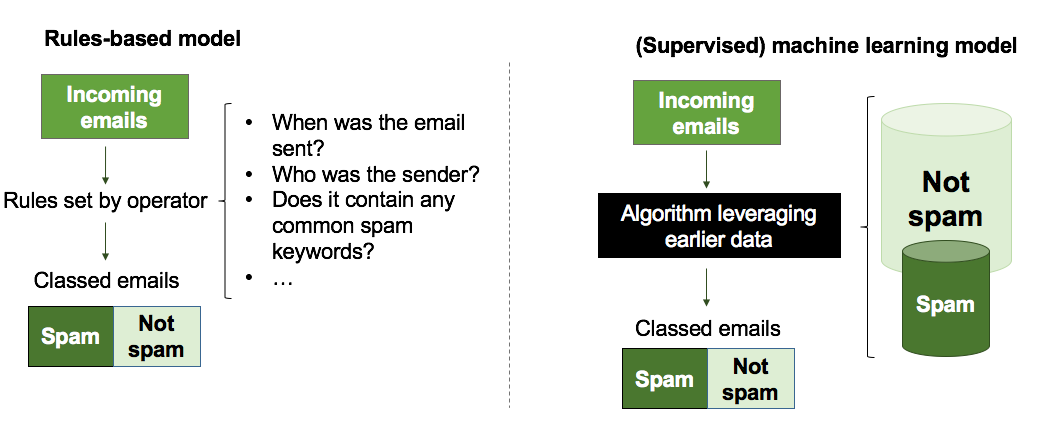 Rules-based model
Incoming
emails
Rules set by operator
• When was the email
sent?
• Who was the sender?
• Does it contain any
common spam
keywords?
• …
Classed emails
Spam
Not
spam
(Supervised) machine learning model
Incoming
emails
Algorithm leveraging
earlier data
Not
spam
Spam
Classed emails
Spam
Not
spam